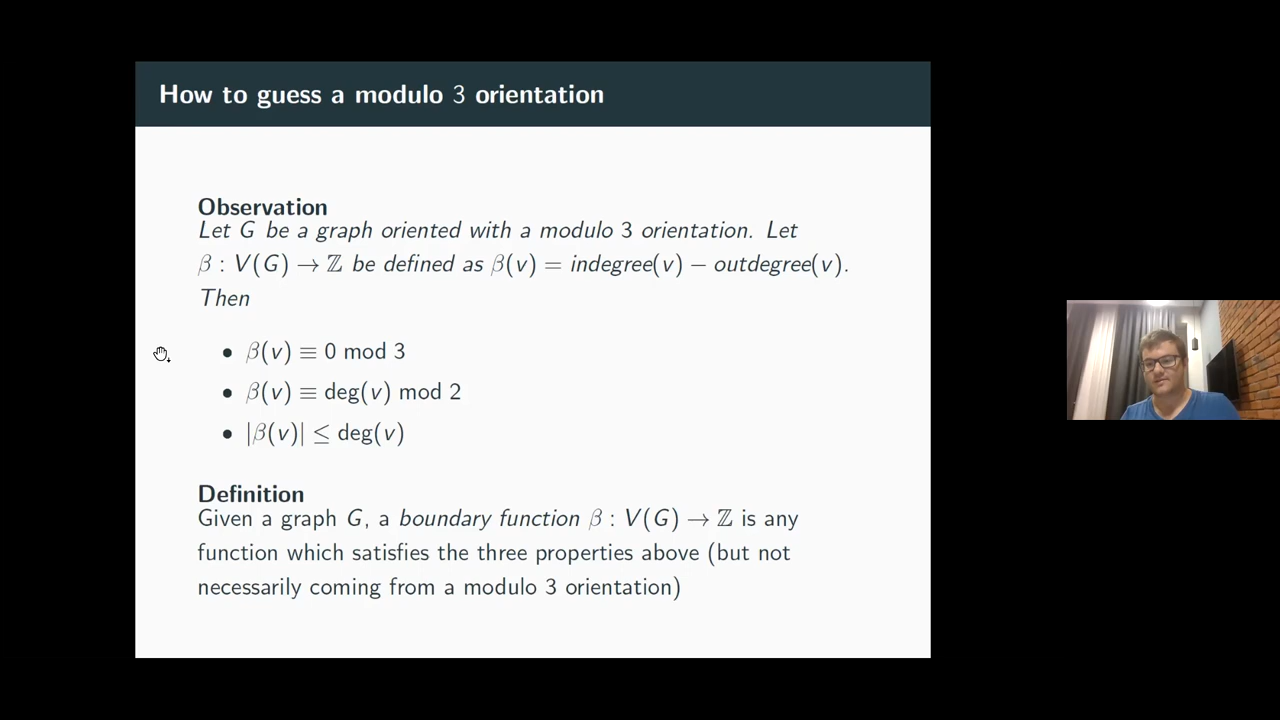 How to guess a modulo 3 orientation
Observation
Let G be a graph oriented with a modulo 3 orientation. Let
β : V(G) → ℤ be defined as β(v) = indegree(v) − outdegree(v).
Then
• β(v) ≡ 0 mod 3
• β(v) ≡ deg(v) mod 2
• |β(v)| ≤ deg(v)
Definition
Given a graph G, a boundary function β : V(G) → ℤ is any
function which satisfies the three properties above (but not
necessarily coming from a modulo 3 orientation)